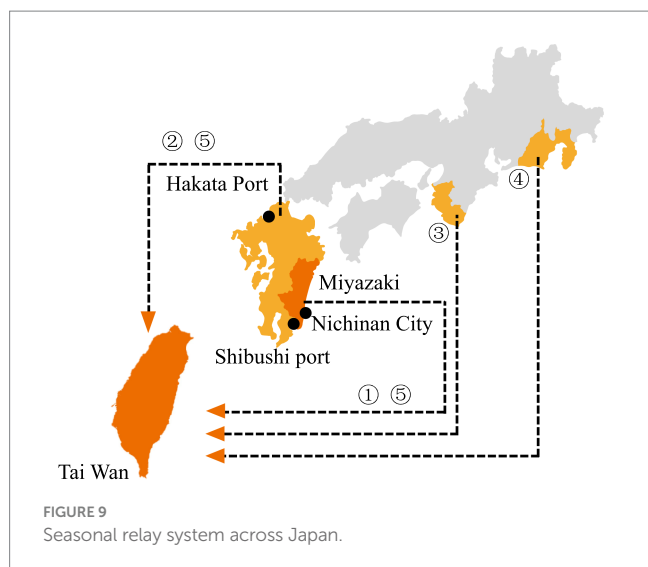 ② ⑤
Hakata Port
④
③
Miyazaki
Nichinan City
Shibushi port
① ⑤
Tai Wan
FIGURE 9
Seasonal relay system across Japan.